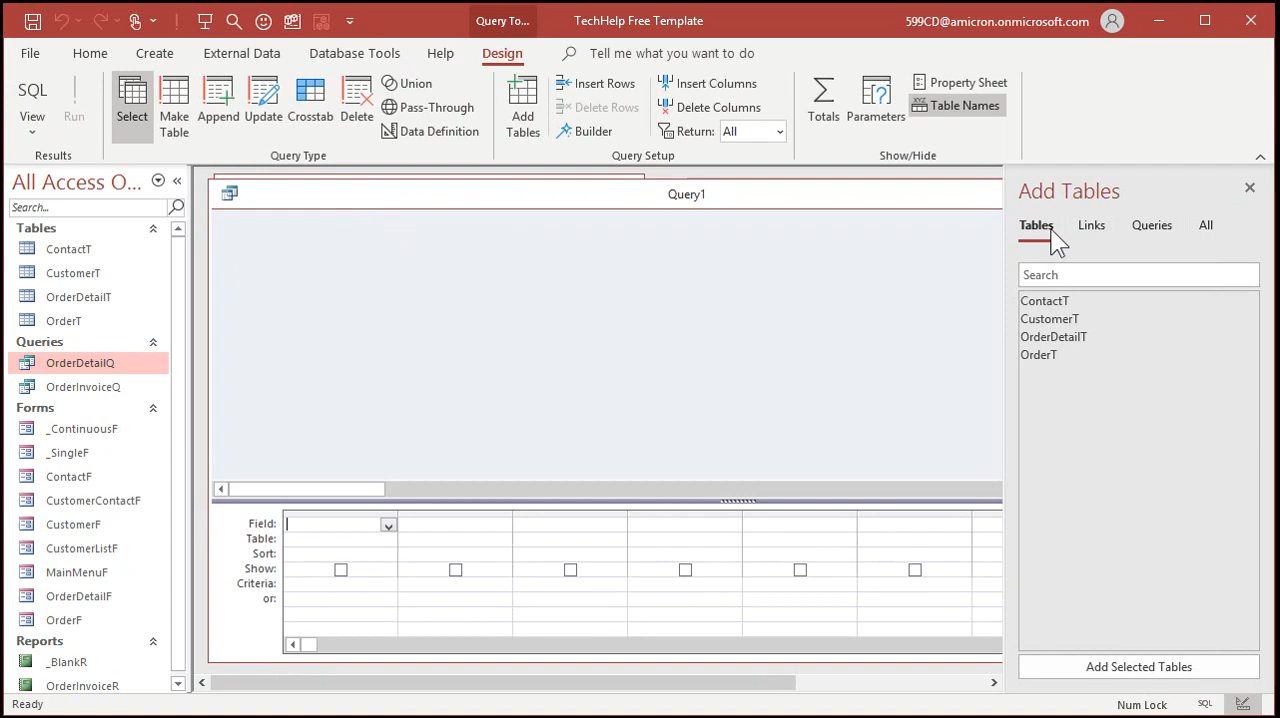 Query To... TechHelp Free Template 599CD@amicron.onmicrosoft.com
File Home Create External Data Database Tools Help Design Tell me what you want to do
SQL
View
Run
Results
Select
Make
Table
Append
Update
Crosstab
Delete
Union
Pass-Through
Data Definition
Query Type
Add
Tables
Insert Rows
Delete Rows
Builder
Insert Columns
Delete Columns
Return: All
Query Setup
Totals
Parameters
Property Sheet
XYZ Table Names
Show/Hide
All Access O...
Search...
Tables
ContactT
CustomerT
OrderDetailT
OrderT
Queries
OrderDetailQ
OrderInvoiceQ
Forms
_ContinuousF
_SingleF
ContactF
CustomerContactF
CustomerF
CustomerListF
MainMenuF
OrderDetailF
OrderF
Reports
_BlankR
OrderInvoiceR
Query1
Field:
Table:
Sort:
Show:
Criteria:
or:
Add Tables
Tables Links Queries All
Search
ContactT
CustomerT
OrderDetailT
OrderT
Add Selected Tables
Ready
Num Lock SQL